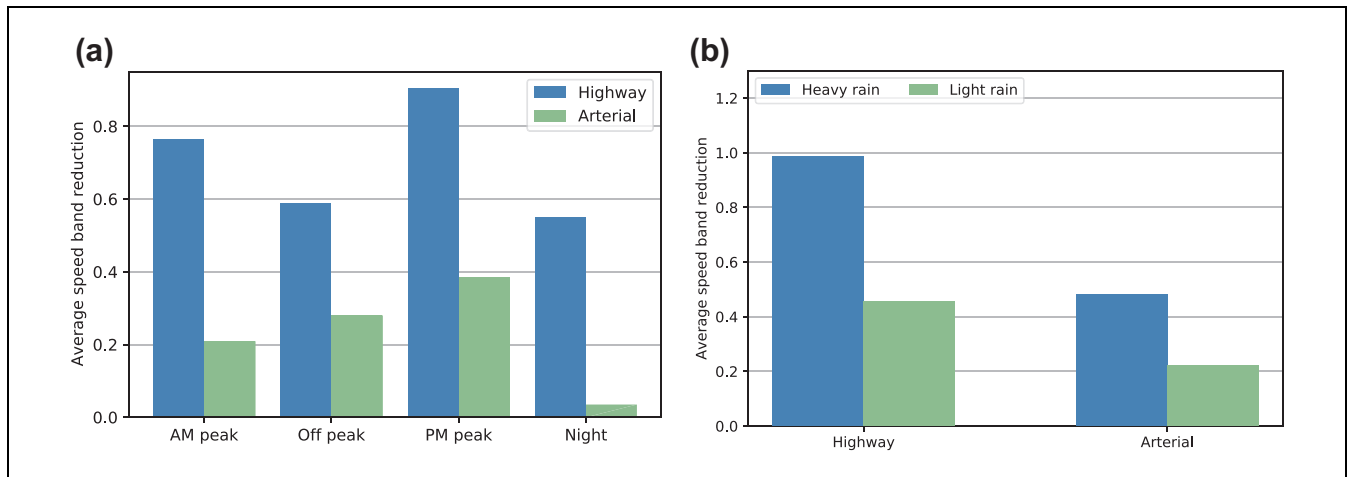 (a)
Highway
Arterial
Average speed band reduction
0.8
0.6
0.4
0.2
0.0
AM peak
Off peak
PM peak
Night
(b)
Heavy rain Light rain
Average speed band reduction
1.2
1.0
0.8
0.6
0.4
0.2
0.0
Highway
Arterial